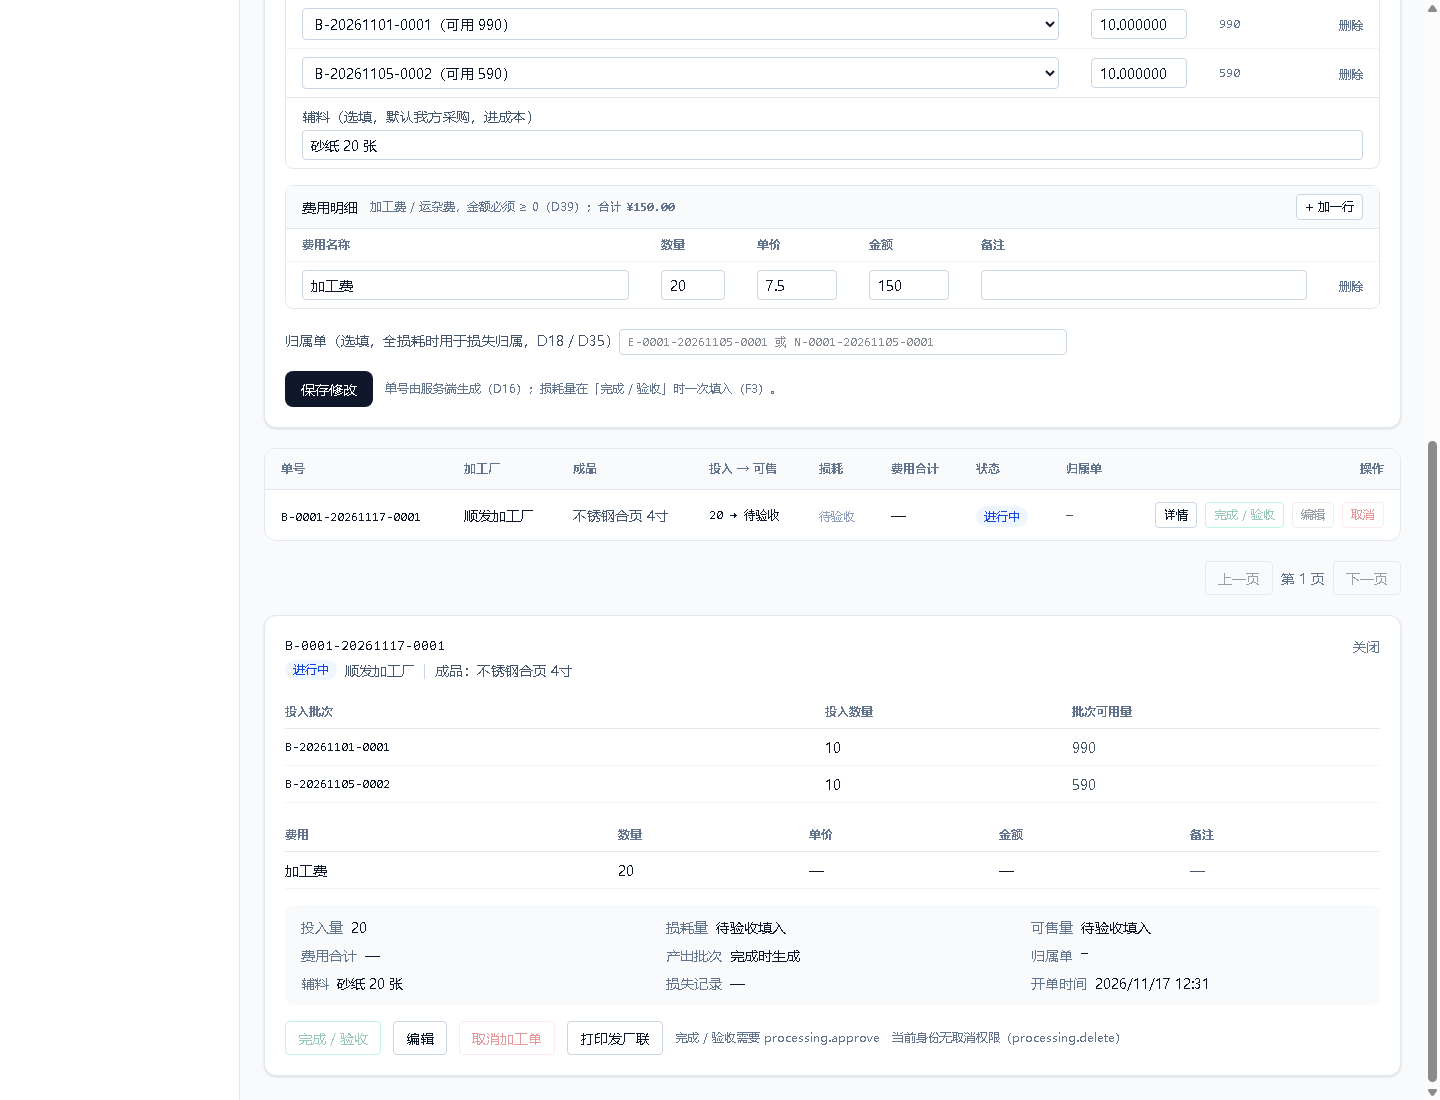 B-20261101-0001（可用 990） 10.000000 990 删除
B-20261105-0002（可用 590） 10.000000 590 删除
辅料（选填，默认我方采购，进成本）
砂纸 20 张
费用明细 加工费 / 运杂费，金额必须 ≥ 0（D39）；合计 ¥150.00 + 加一行
费用名称 数量 单价 金额 备注
加工费 20 7.5 150 删除
归属单（选填，全损耗时用于损失归属，D18 / D35） E-0001-20261105-0001 或 N-0001-20261105-0001
保存修改 单号由服务端生成（D16）；损耗量在「完成 / 验收」时一次填入（F3）。
单号 加工厂 成品 投入 → 可售 损耗 费用合计 状态 归属单 操作
B-0001-20261117-0001 顺发加工厂 不锈钢合页 4寸 20 → 待验收 待验收 — 进行中 – 详情 完成 / 验收 编辑 取消
上一页 第 1 页 下一页
B-0001-20261117-0001 关闭
进行中 顺发加工厂 成品：不锈钢合页 4寸
投入批次 投入数量 批次可用量
B-20261101-0001 10 990
B-20261105-0002 10 590
费用 数量 单价 金额 备注
加工费 20 — — —
投入量 20 损耗量 待验收填入 可售量 待验收填入
费用合计 — 产出批次 完成时生成 归属单 –
辅料 砂纸 20 张 损失记录 — 开单时间 2026/11/17 12:31
完成 / 验收 编辑 取消加工单 打印发厂联 完成 / 验收需要 processing.approve 当前身份无取消权限（processing.delete）